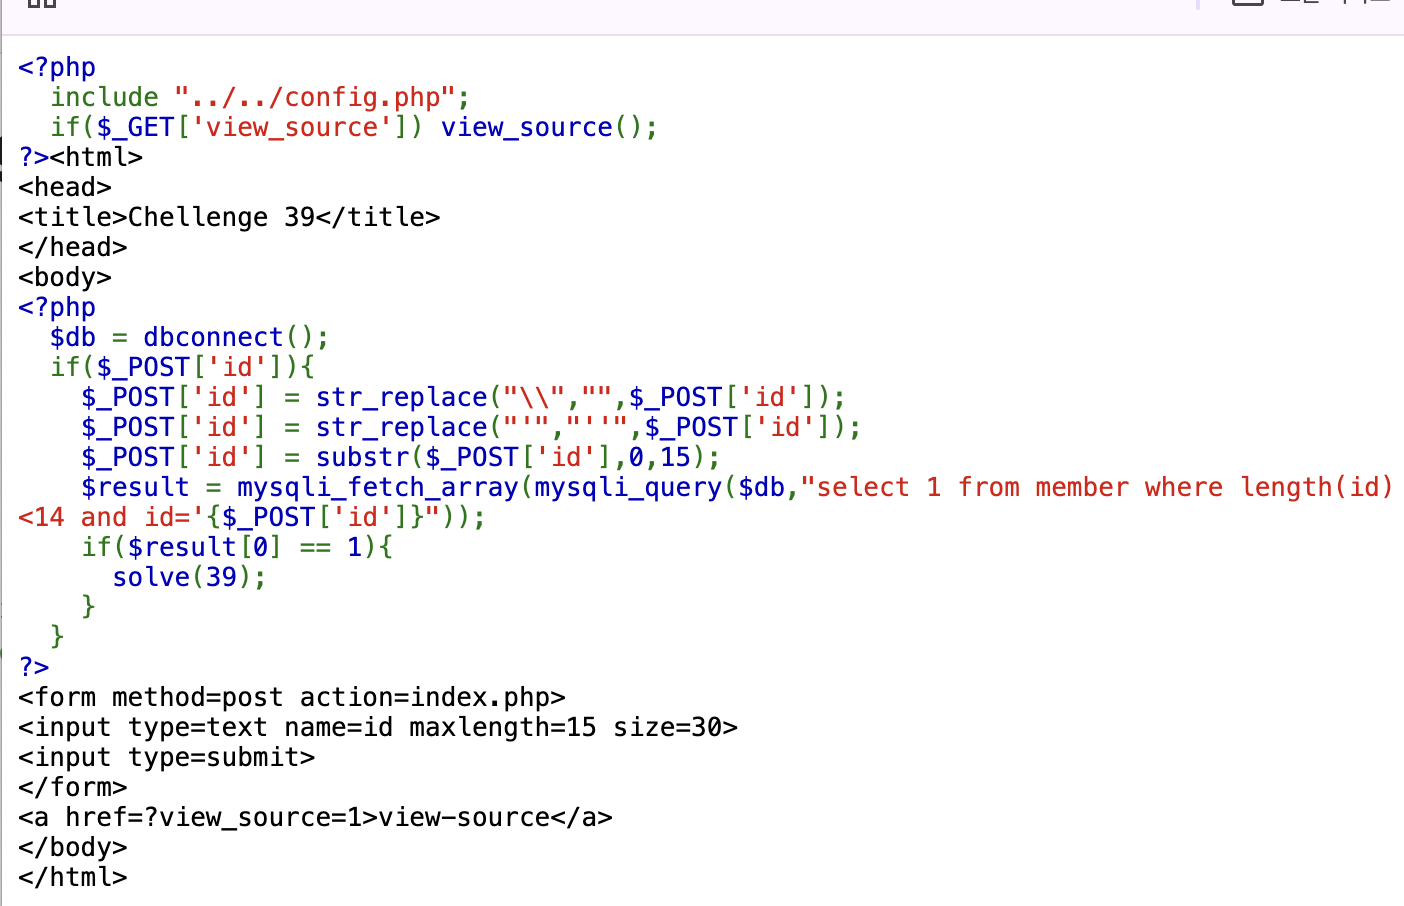 <?php
  include "../../config.php";
  if($_GET['view_source']) view_source();
?><html>
<head>
<title>Chellenge 39</title>
</head>
<body>
<?php
  $db = dbconnect();
  if($_POST['id']){
    $_POST['id'] = str_replace("\\","",$_POST['id']);
    $_POST['id'] = str_replace("'","''",$_POST['id']);
    $_POST['id'] = substr($_POST['id'],0,15);
    $result = mysqli_fetch_array(mysqli_query($db,"select 1 from member where length(id)
<14 and id='{$_POST['id']}"));
    if($result[0] == 1){
      solve(39);
    }
  }
?>
<form method=post action=index.php>
<input type=text name=id maxlength=15 size=30>
<input type=submit>
</form>
<a href=?view_source=1>view-source</a>
</body>
</html>